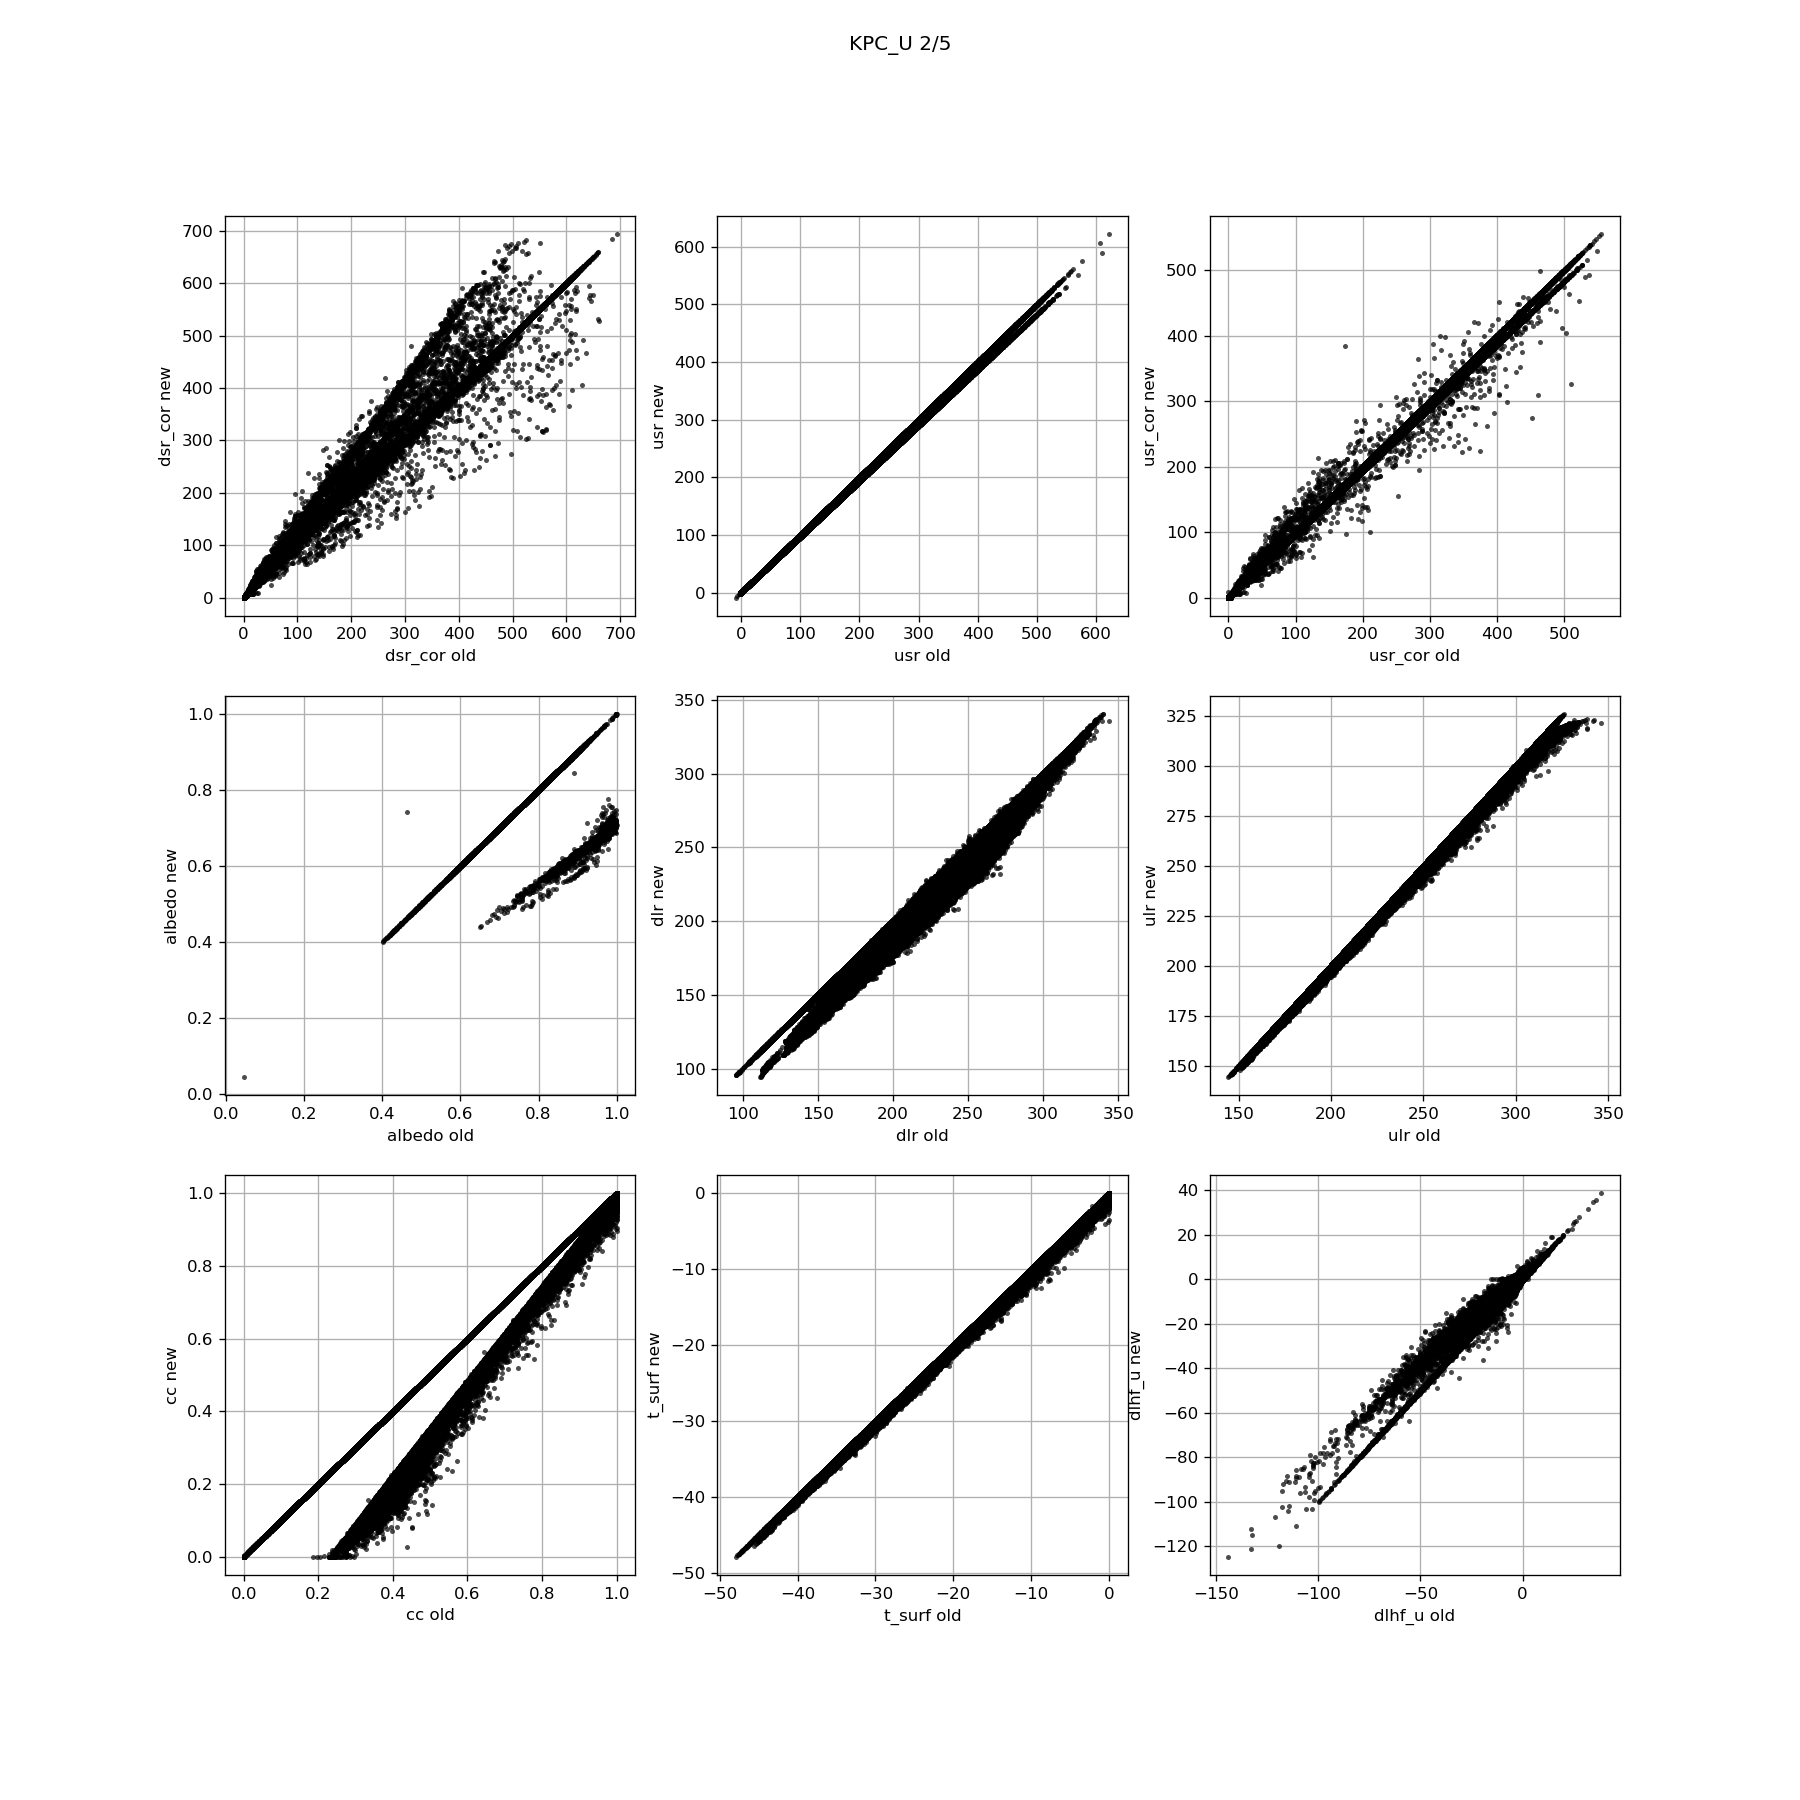 KPC_U 2/5
700
600
500
400
300
200
100
0
dsr_cor new
0 100 200 300 400 500 600 700
dsr_cor old
600
500
400
300
200
100
0
usr new
0 100 200 300 400 500 600
usr old
500
400
300
200
100
0
usr_cor new
0 100 200 300 400 500
usr_cor old
1.0
0.8
0.6
0.4
0.2
0.0
albedo new
0.0 0.2 0.4 0.6 0.8 1.0
albedo old
350
300
250
200
150
100
dlr new
100 150 200 250 300 350
dlr old
325
300
275
250
225
200
175
150
ulr new
150 200 250 300 350
ulr old
1.0
0.8
0.6
0.4
0.2
0.0
cc new
0.0 0.2 0.4 0.6 0.8 1.0
cc old
0
−10
−20
−30
−40
−50
t_surf new
−50 −40 −30 −20 −10 0
t_surf old
40
20
0
−20
−40
−60
−80
−100
−120
dlhf_u new
−150 −100 −50 0
dlhf_u old